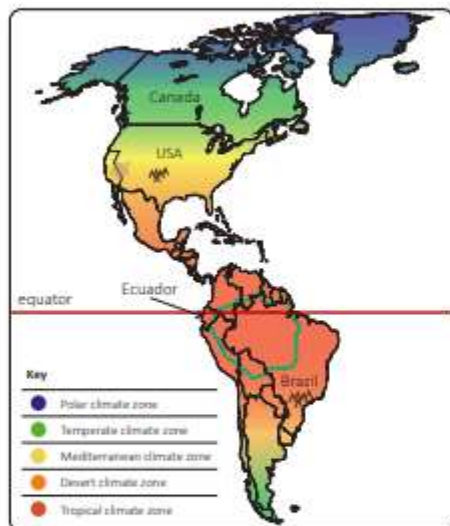 Canada
USA
Ecuador
equator
Brazil
Key
Polar climate zone
Temperate climate zone
Mediterranean climate zone
Desert climate zone
Tropical climate zone